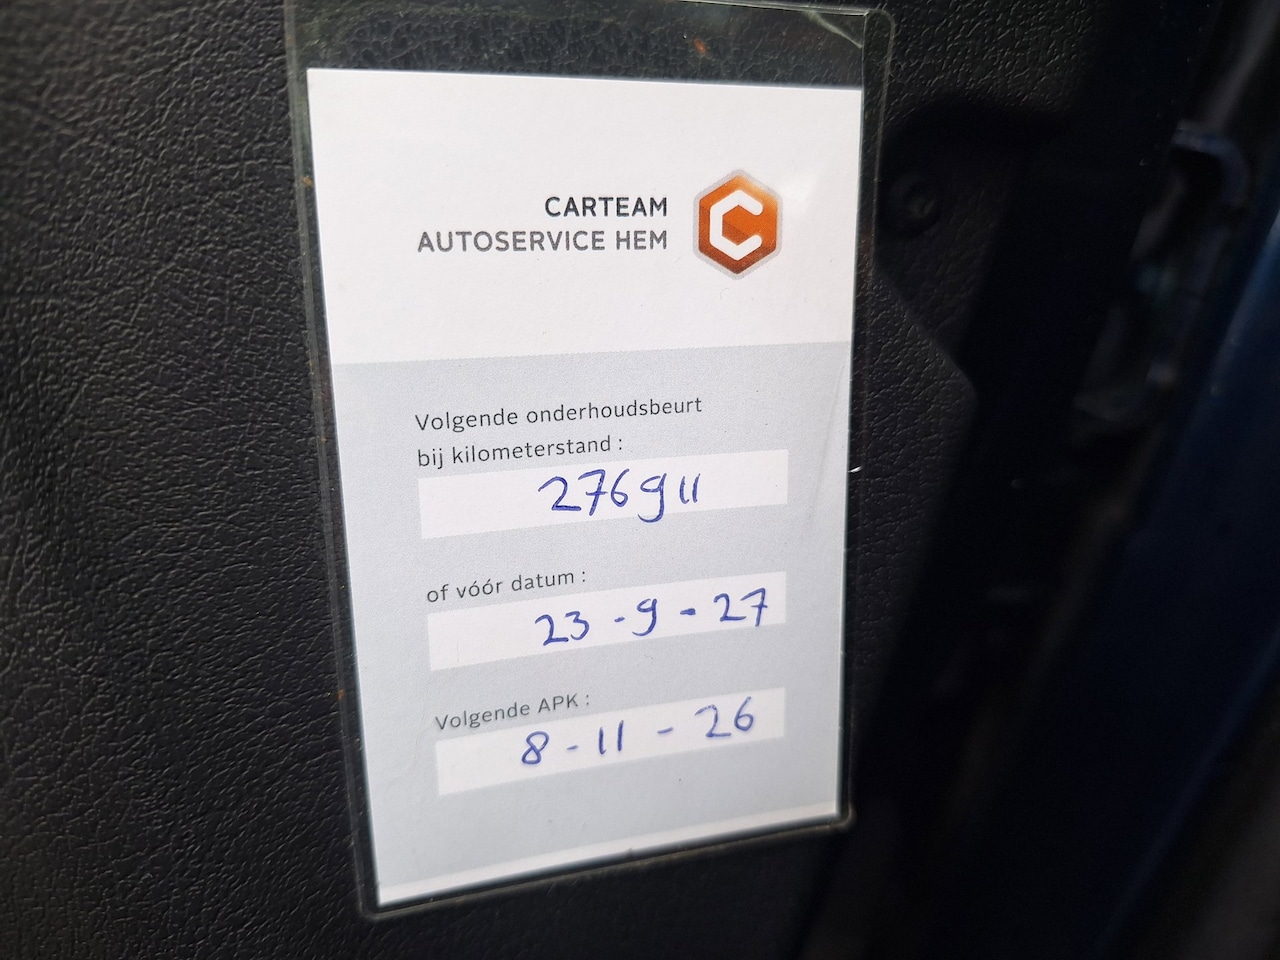 CARTEAM
AUTOSERVICE HEM
Volgende onderhoudsbeurt
bij kilometerstand :
276911
of vóór datum :
23 - 9 - 27
Volgende APK :
8 - 11 - 26